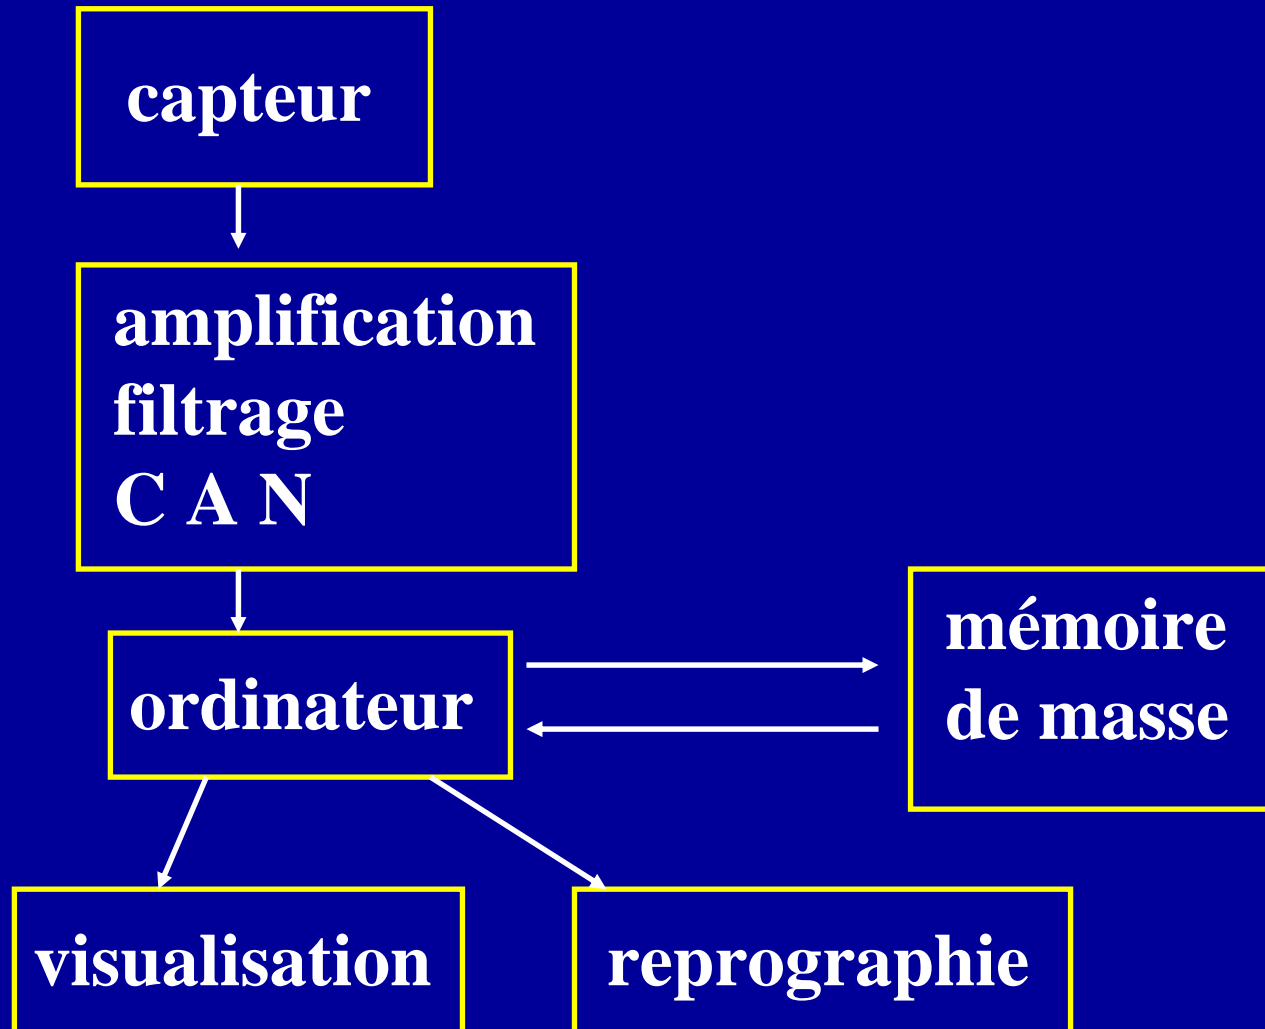 capteur
amplification
filtrage
C A N
ordinateur
mémoire
de masse
visualisation
reprographie